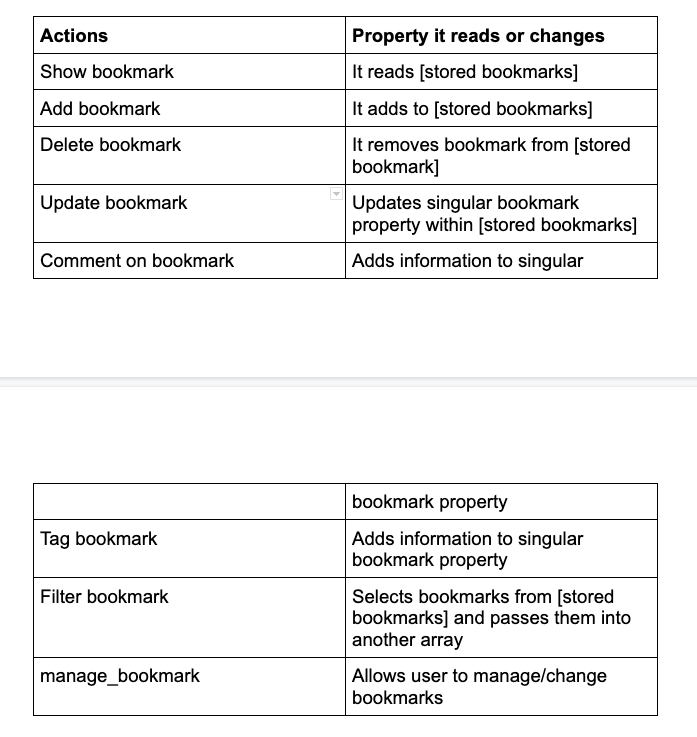 Actions
Property it reads or changes
Show bookmark
It reads [stored bookmarks]
Add bookmark
It adds to [stored bookmarks]
Delete bookmark
It removes bookmark from [stored
bookmark]
Update bookmark
Updates singular bookmark
property within [stored bookmarks]
Comment on bookmark
Adds information to singular
bookmark property
Tag bookmark
Adds information to singular
bookmark property
Filter bookmark
Selects bookmarks from [stored
bookmarks] and passes them into
another array
manage_bookmark
Allows user to manage/change
bookmarks